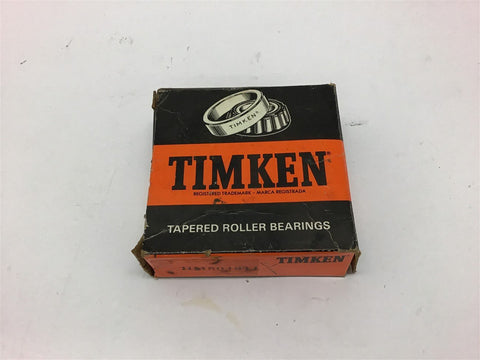 TIMKEN
TIMKEN®
REGISTERED TRADEMARK - MARCA REGISTRADA
TAPERED ROLLER BEARINGS
TIMKEN